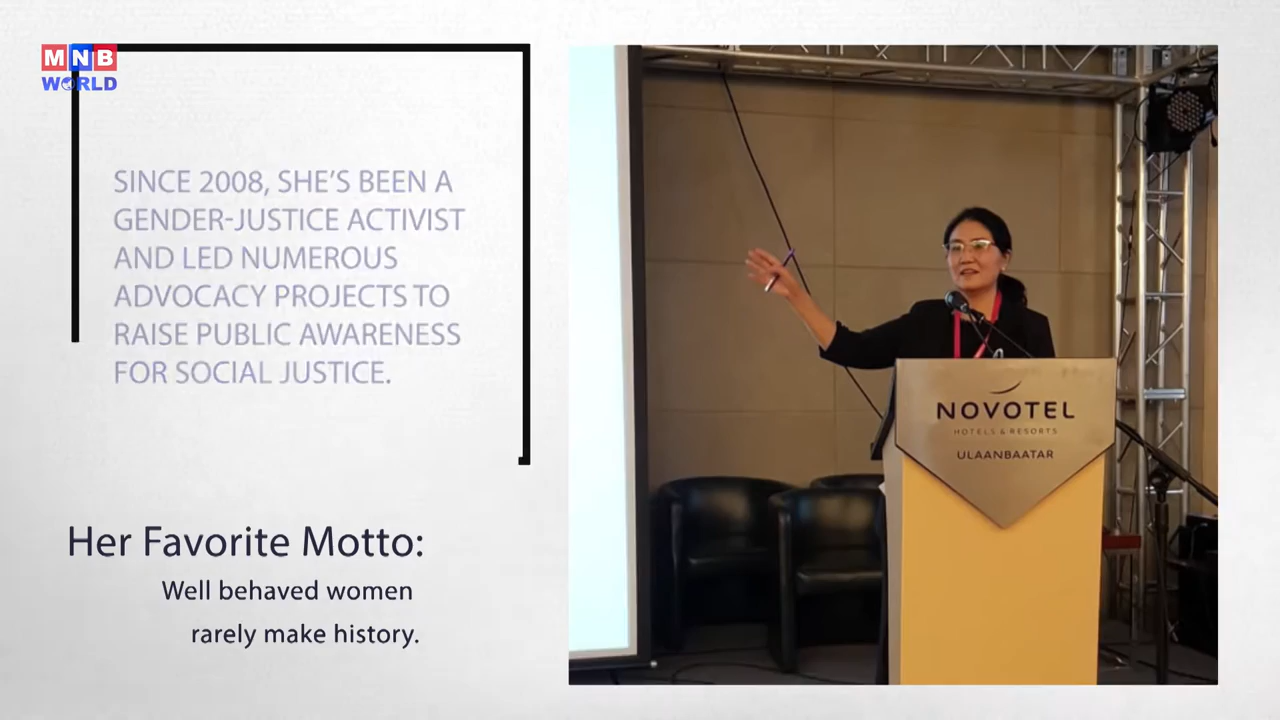 MNB
WORLD
SINCE 2008, SHE'S BEEN A
GENDER-JUSTICE ACTIVIST
AND LED NUMEROUS
ADVOCACY PROJECTS TO
RAISE PUBLIC AWARENESS
FOR SOCIAL JUSTICE.
Her Favorite Motto:
Well behaved women
rarely make history.
NOVOTEL
HOTELS & RESORTS
ULAANBAATAR